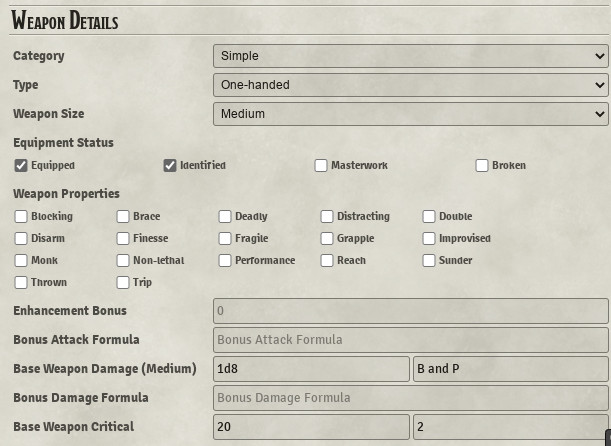 Weapon Details
Category Simple
Type One-handed
Weapon Size Medium
Equipment Status
Equipped Identified Masterwork Broken
Weapon Properties
Blocking Brace Deadly Distracting Double
Disarm Finesse Fragile Grapple Improvised
Monk Non-lethal Performance Reach Sunder
Thrown Trip
Enhancement Bonus 0
Bonus Attack Formula Bonus Attack Formula
Base Weapon Damage (Medium) 1d8 B and P
Bonus Damage Formula Bonus Damage Formula
Base Weapon Critical 20 2